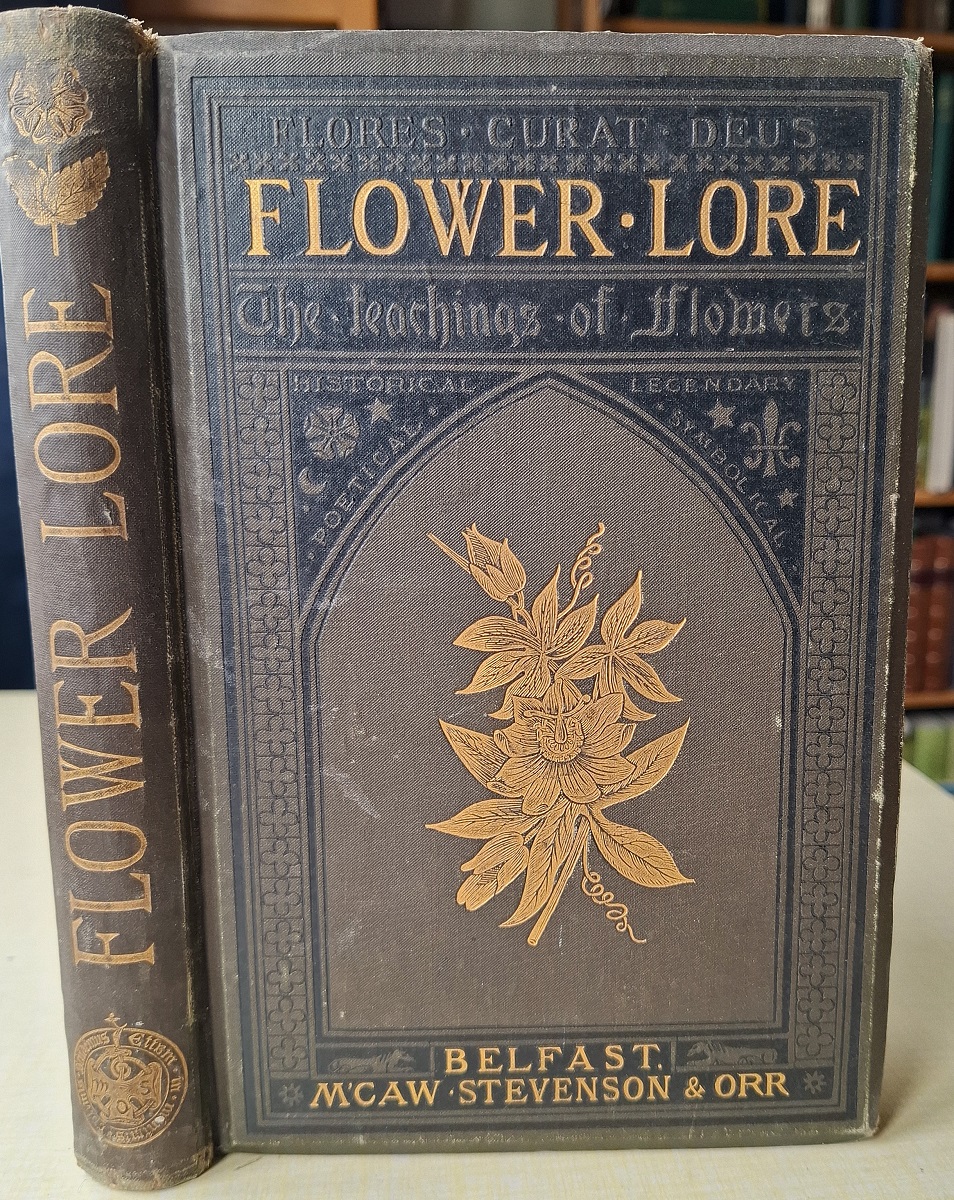 FLOWER LORE
FLORES · CURAT · DEUS
FLOWER·LORE
The · teachings · of · Flowers
HISTORICAL
LEGENDARY
POETICAL
SYMBOLICAL
BELFAST.
M'CAW · STEVENSON & ORR